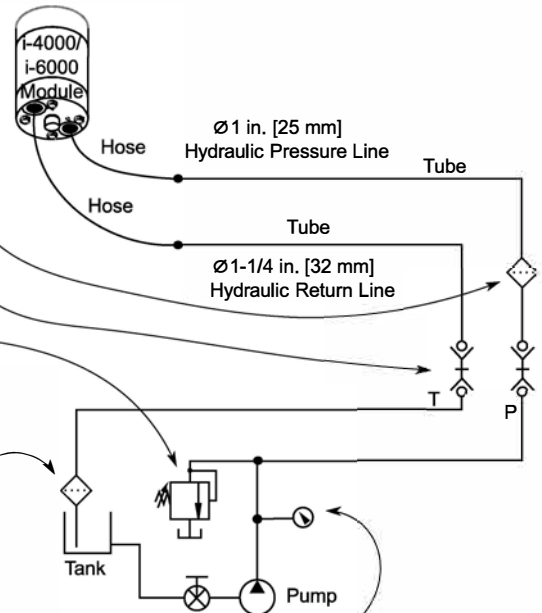 i-4000/
i-6000
Module
Hose
Ø1 in. [25 mm]
Hydraulic Pressure Line
Tube
Hose
Tube
Ø1-1/4 in. [32 mm]
Hydraulic Return Line
T
P
Tank
Pump